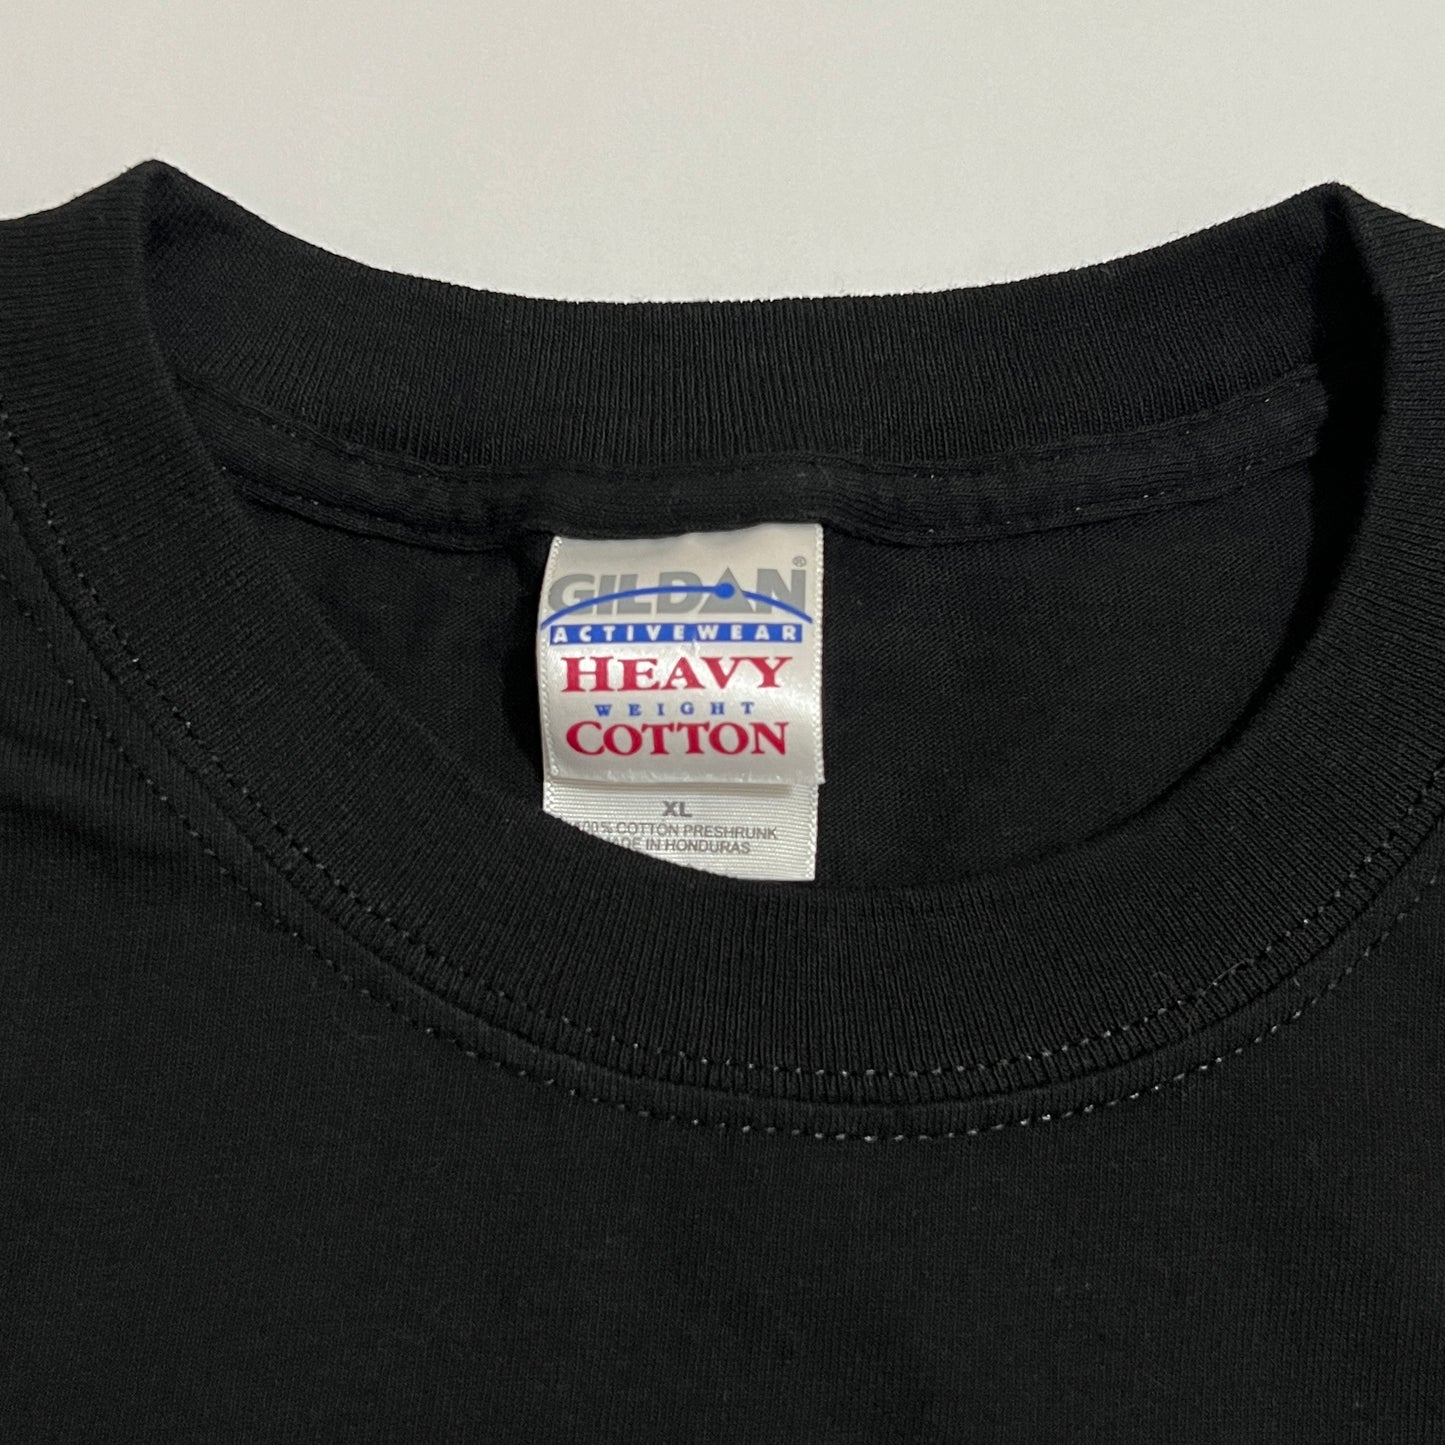 GILDAN®
ACTIVEWEAR
HEAVY
WEIGHT
COTTON
XL
100% COTTON PRESHRUNK
MADE IN HONDURAS